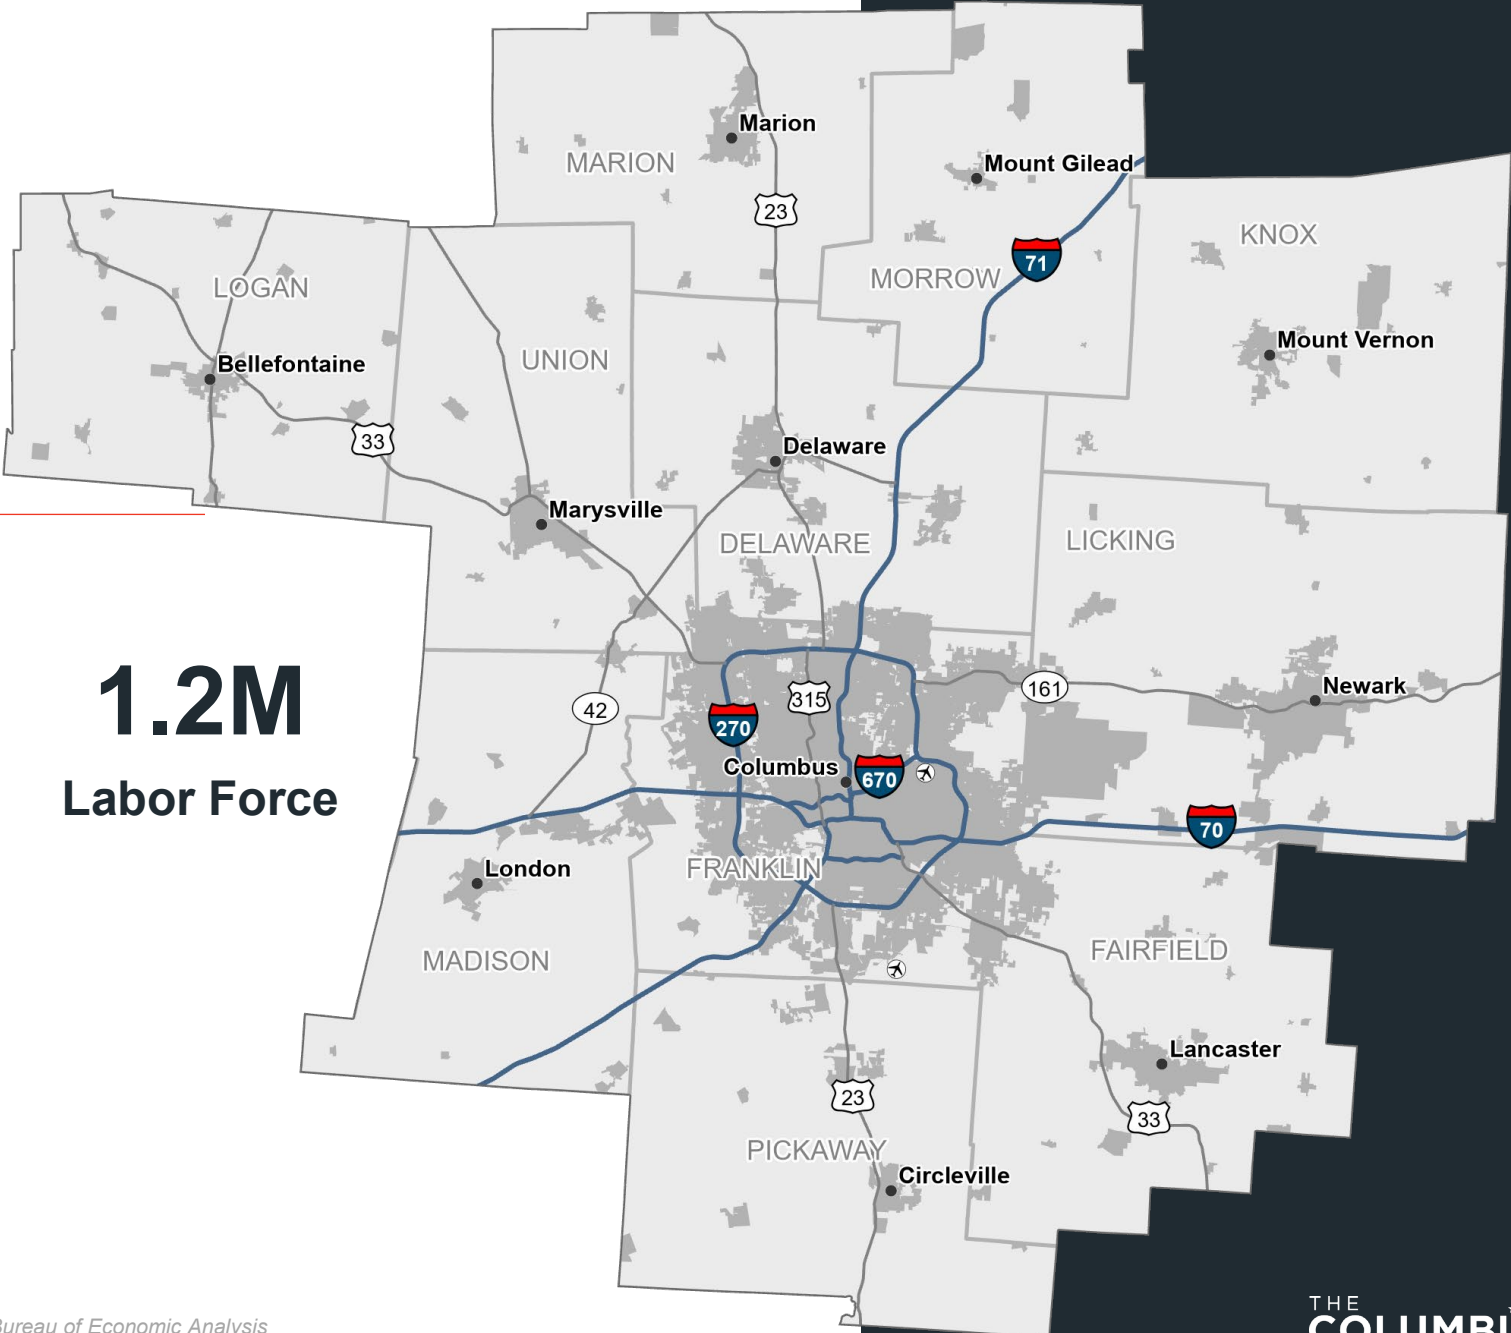 Marion
MARION
Mount Gilead
23
KNOX
71
MORROW
LOGAN
Mount Vernon
UNION
Bellefontaine
33
Delaware
Marysville
DELAWARE
LICKING
1.2M
Labor Force
161
Newark
315
42
270
Columbus
670
70
FRANKLIN
London
FAIRFIELD
MADISON
Lancaster
23
33
PICKAWAY
Circleville
Bureau of Economic Analysis
THE